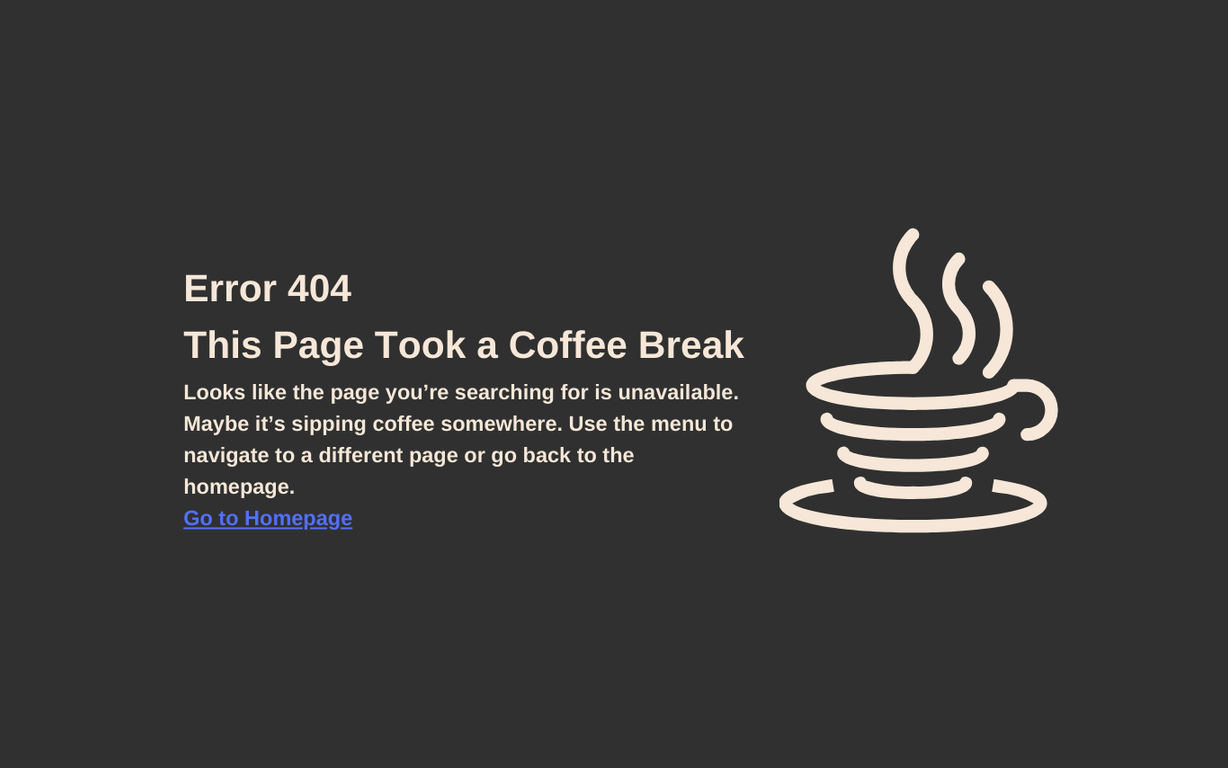 Error 404
This Page Took a Coffee Break
Looks like the page you’re searching for is unavailable.
Maybe it’s sipping coffee somewhere. Use the menu to
navigate to a different page or go back to the
homepage.
Go to Homepage